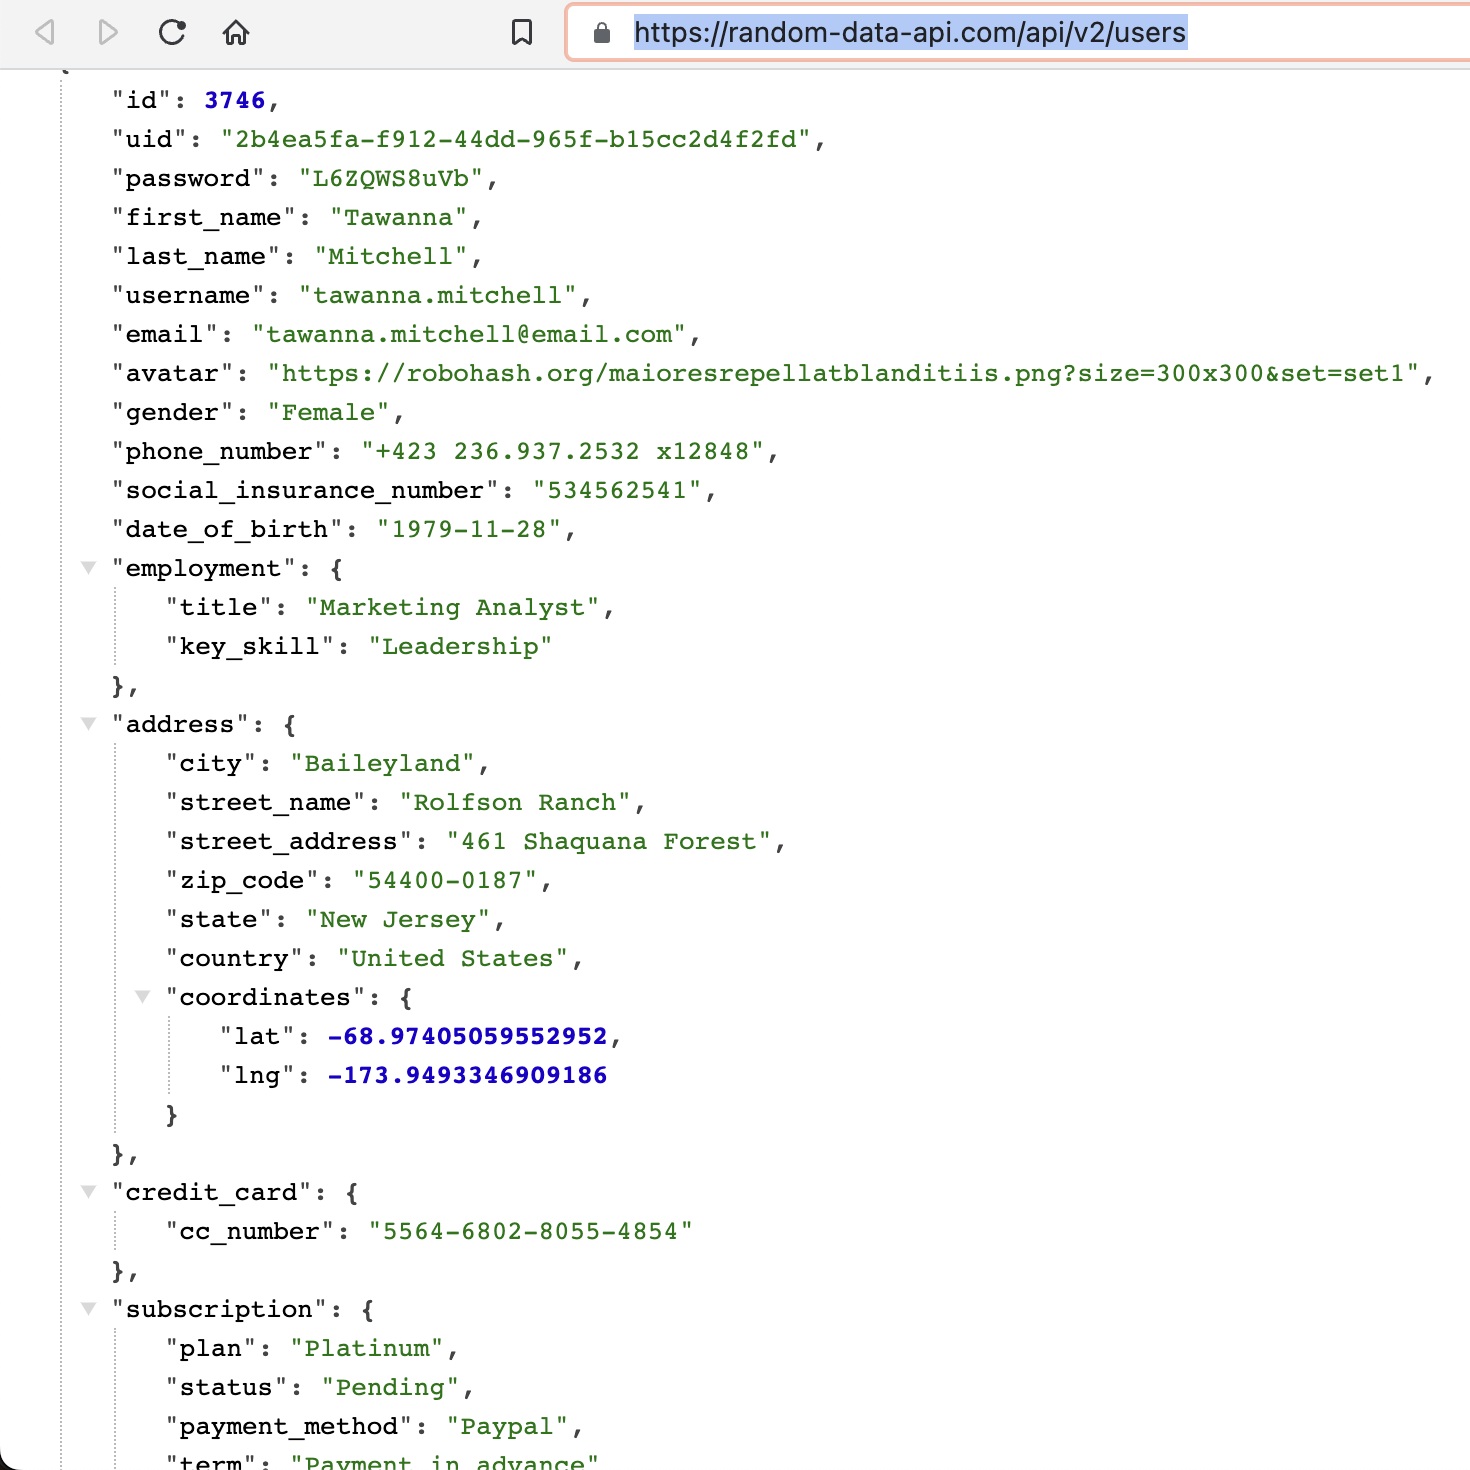 https://random-data-api.com/api/v2/users
{
"id": 3746,
"uid": "2b4ea5fa-f912-44dd-965f-b15cc2d4f2fd",
"password": "L6ZQWS8uVb",
"first_name": "Tawanna",
"last_name": "Mitchell",
"username": "tawanna.mitchell",
"email": "tawanna.mitchell@email.com",
"avatar": "https://robohash.org/maioresrepellatblanditiis.png?size=300x300&set=set1",
"gender": "Female",
"phone_number": "+423 236.937.2532 x12848",
"social_insurance_number": "534562541",
"date_of_birth": "1979-11-28",
"employment": {
"title": "Marketing Analyst",
"key_skill": "Leadership"
},
"address": {
"city": "Baileyland",
"street_name": "Rolfson Ranch",
"street_address": "461 Shaquana Forest",
"zip_code": "54400-0187",
"state": "New Jersey",
"country": "United States",
"coordinates": {
"lat": -68.97405059552952,
"lng": -173.9493346909186
}
},
"credit_card": {
"cc_number": "5564-6802-8055-4854"
},
"subscription": {
"plan": "Platinum",
"status": "Pending",
"payment_method": "Paypal",
"term": "Payment in advance"